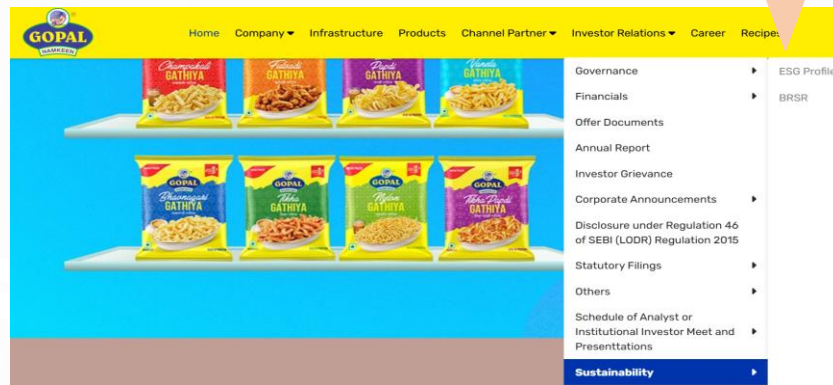 GOPAL
NAMKEEN
Home Company Infrastructure Products Channel Partner Investor Relations Career Recipes
Champakali
GATHIYA
Fafdadi
GATHIYA
Papdi
GATHIYA
Vanela
GATHIYA
GOPAL
Bhavnagari
GATHIYA
GOPAL
Tikha
GATHIYA
GOPAL
Nylon
GATHIYA
GOPAL
Tikha Papdi
GATHIYA
Governance
Financials
Offer Documents
Annual Report
Investor Grievance
Corporate Announcements
Disclosure under Regulation 46
of SEBI (LODR) Regulation 2015
Statutory Filings
Others
Schedule of Analyst or
Institutional Investor Meet and
Presenttations
Sustainability
ESG Profile
BRSR